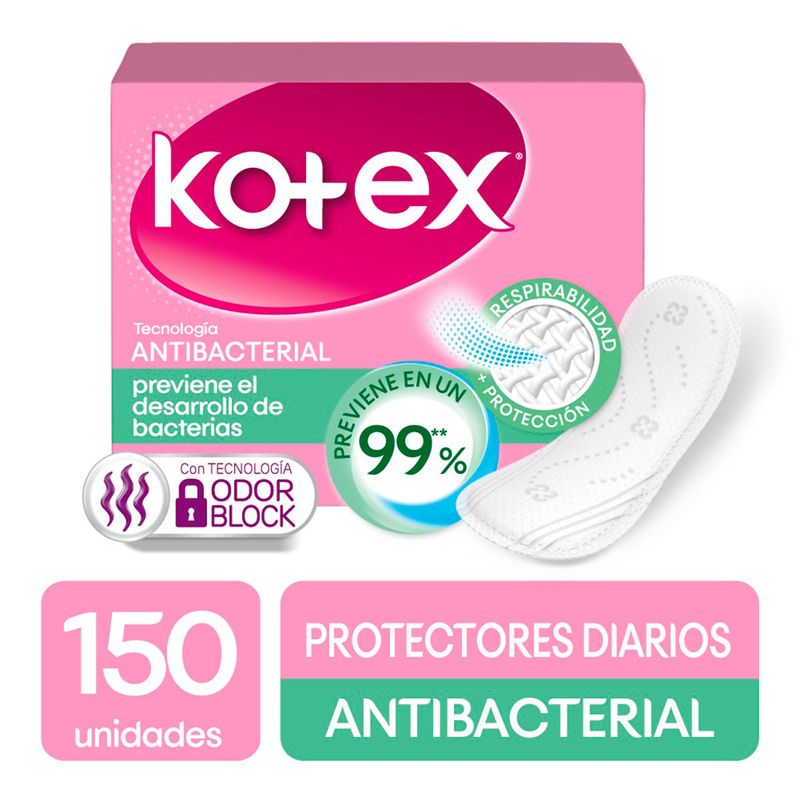 kotex®
Tecnología
ANTIBACTERIAL
previene el
desarrollo de
bacterias
RESPIRABILIDAD
+ PROTECCIÓN
PREVIENE EN UN
99**%
Con TECNOLOGÍA
ODOR
BLOCK
150
unidades
PROTECTORES DIARIOS
ANTIBACTERIAL